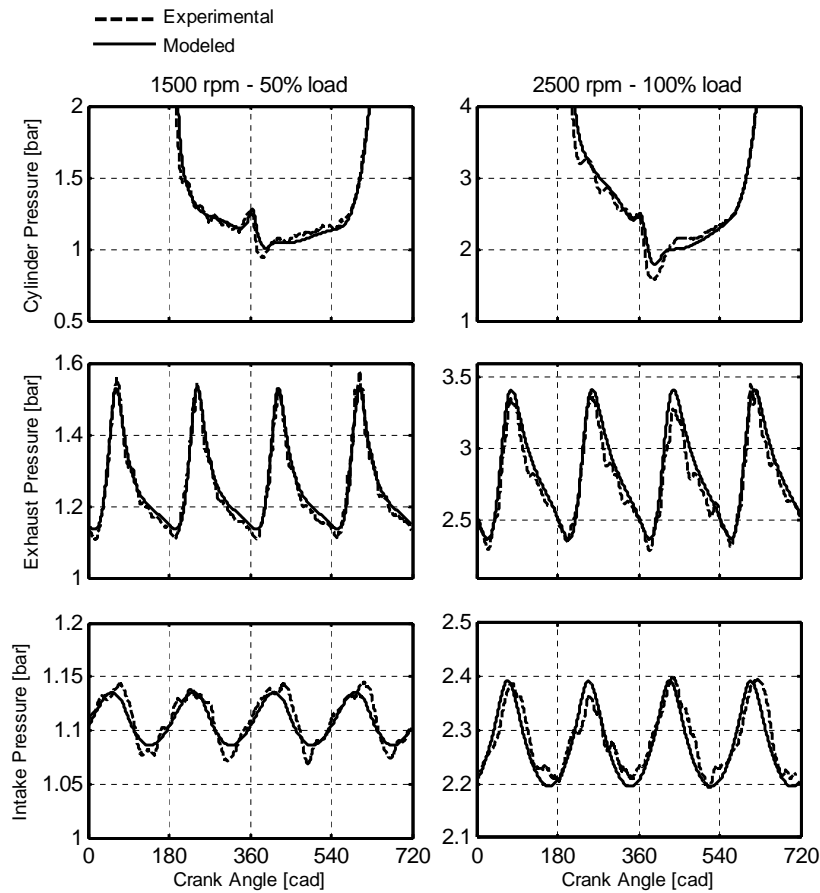 Experimental
Modeled
1500 rpm - 50% load
2500 rpm - 100% load
Cylinder Pressure [bar]
2
1.5
1
0.5
4
3
2
1
Exhaust Pressure [bar]
1.6
1.4
1.2
1
3.5
3
2.5
Intake Pressure [bar]
1.2
1.15
1.1
1.05
1
2.5
2.4
2.3
2.2
2.1
0 180 360 540 720
0 180 360 540 720
Crank Angle [cad]
Crank Angle [cad]